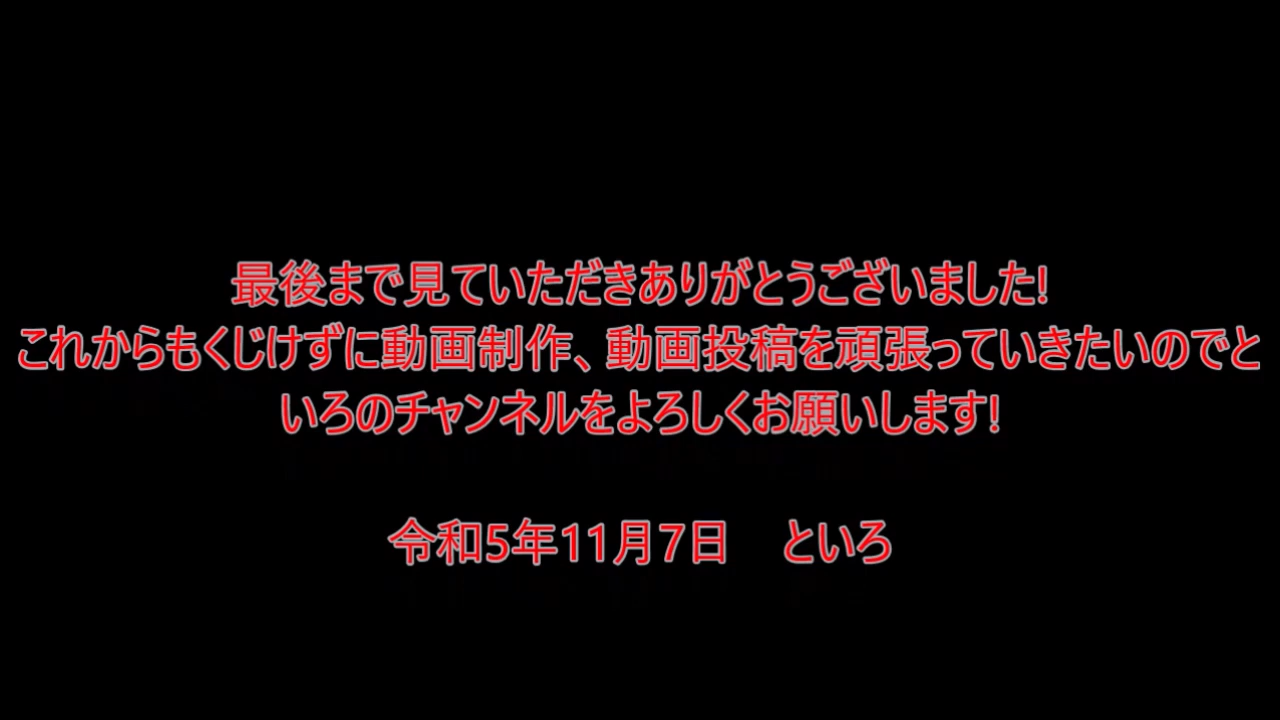 最後まで見ていただきありがとうございました!
これからもくじけずに動画制作、動画投稿を頑張っていきたいのでと
いろのチャンネルをよろしくお願いします!
令和5年11月7日　といろ